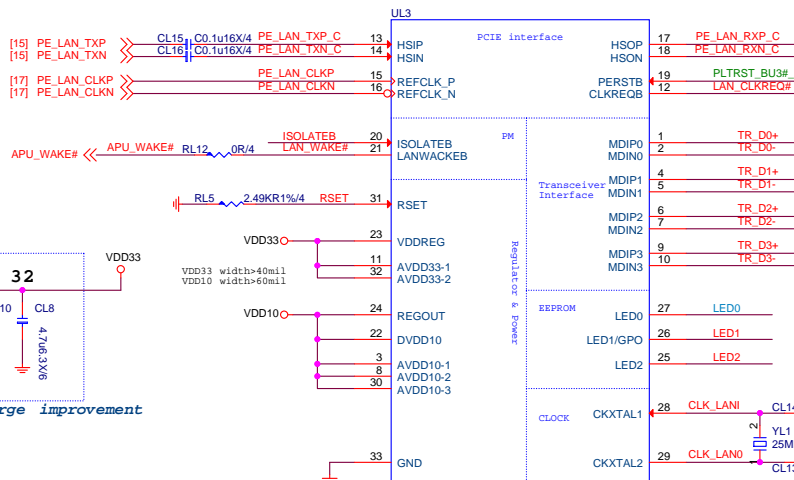 UL3
[15] PE_LAN_TXP CL15 C0.1u16X/4 PE_LAN_TXP_C 13 HSIP PCIE interface HSOP 17 PE_LAN_RXP_C
[15] PE_LAN_TXN CL16 C0.1u16X/4 PE_LAN_TXN_C 14 HSIN HSON 18 PE_LAN_RXN_C
[17] PE_LAN_CLKP PE_LAN_CLKP 15 REFCLK_P PERSTB 19 PLTRST_BU3#_
[17] PE_LAN_CLKN PE_LAN_CLKN 16 REFCLK_N CLKREQB 12 LAN_CLKREQ#
ISOLATEB 20 ISOLATEB PM MDIP0 1 TR_D0+
APU_WAKE# APU_WAKE# RL12 0R/4 LAN_WAKE# 21 LANWACKEB MDIN0 2 TR_D0-
MDIP1 4 TR_D1+
Transceiver Interface MDIN1 5 TR_D1-
RL5 2.49KR1%/4 RSET 31 RSET
MDIP2 6 TR_D2+
MDIN2 7 TR_D2-
VDD33 23 VDDREG
MDIP3 9 TR_D3+
VDD33 11 AVDD33-1 MDIN3 10 TR_D3-
32 VDD33 width>40mil 32 AVDD33-2
VDD10 width>60mil
Regulator & Power
10 CL8 VDD10 24 REGOUT EEPROM LED0 27 LED0
4.7u6.3X/6 22 DVDD10 LED1/GPO 26 LED1
3 AVDD10-1 LED2 25 LED2
8 AVDD10-2
30 AVDD10-3
rge improvement CLOCK CKXTAL1 28 CLK_LANI CL14
2 YL1
25M
1
33 GND CKXTAL2 29 CLK_LAN0 CL13